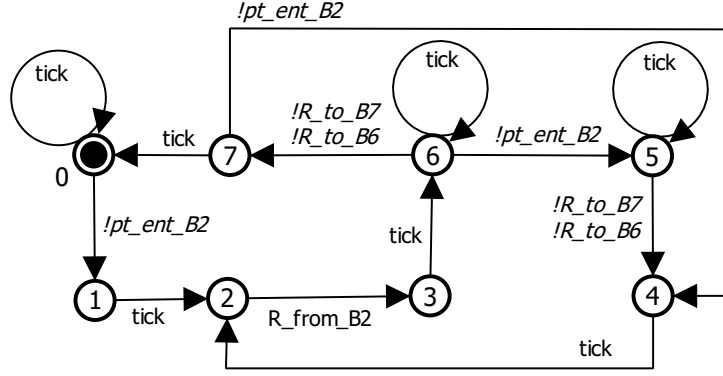 !pt_ent_B2
tick
tick
tick
tick
!R_to_B7
!R_to_B6
!pt_ent_B2
0
7
6
5
!pt_ent_B2
tick
!R_to_B7
!R_to_B6
1
2
3
4
tick
R_from_B2
tick